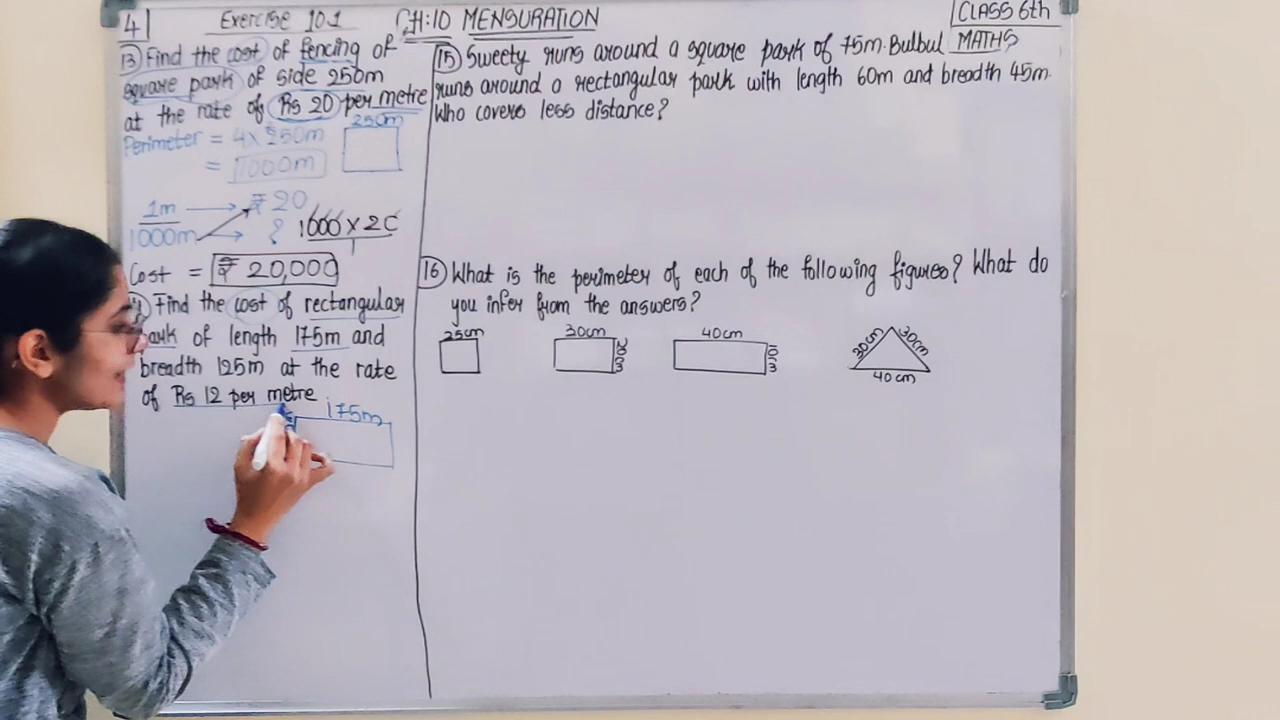 4
Exercise 10.1
CH:10 MENSURATION
CLASS 6th
MATHS
13) Find the cost of fencing of
square park of side 250m
at the rate of Rs 20 per metre
250m
Perimeter = 4×250m
= 1000m
1m → ₹ 20
1000m → ? 1000 × 20
1
Cost = ₹ 20,000
Find the cost of rectangular
park of length 175m and
breadth 125m at the rate
of Rs 12 per metre
175m
15) Sweety runs around a square park of 75m. Bulbul
runs around a rectangular park with length 60m and breadth 45m.
Who covers less distance?
16) What is the perimeter of each of the following figures? What do
you infer from the answers?
25cm
30cm
20cm
40cm
10cm
30cm
30cm
40cm